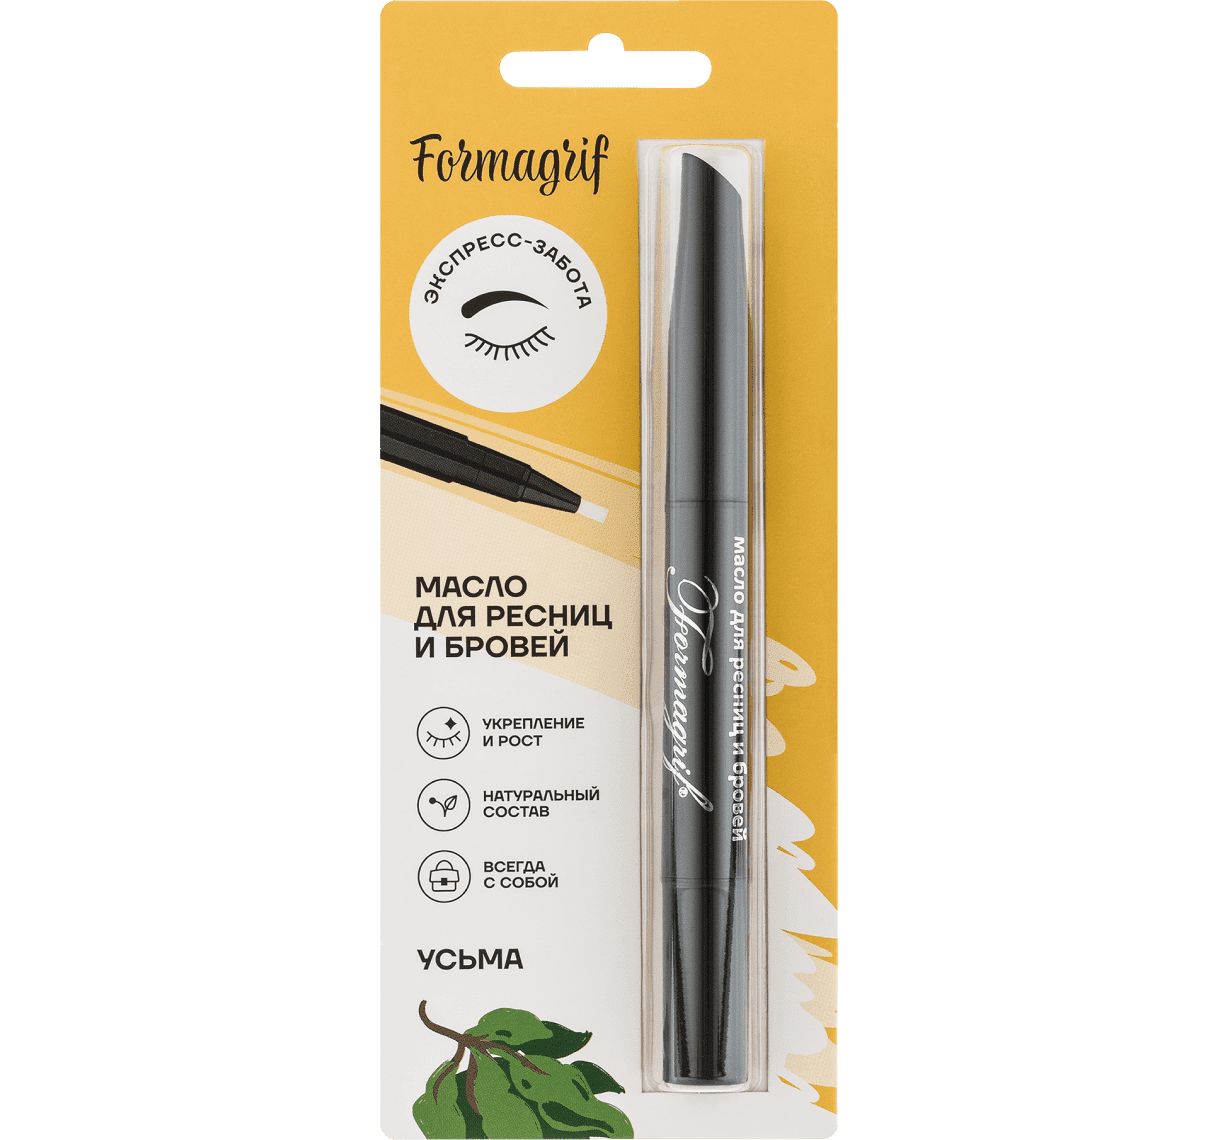 Formagrif
ЭКСПРЕСС-ЗАБОТА
МАСЛО
ДЛЯ РЕСНИЦ
И БРОВЕЙ
УКРЕПЛЕНИЕ
И РОСТ
НАТУРАЛЬНЫЙ
СОСТАВ
ВСЕГДА
С СОБОЙ
УСЬМА
масло для ресниц и бровей
Formagrif®